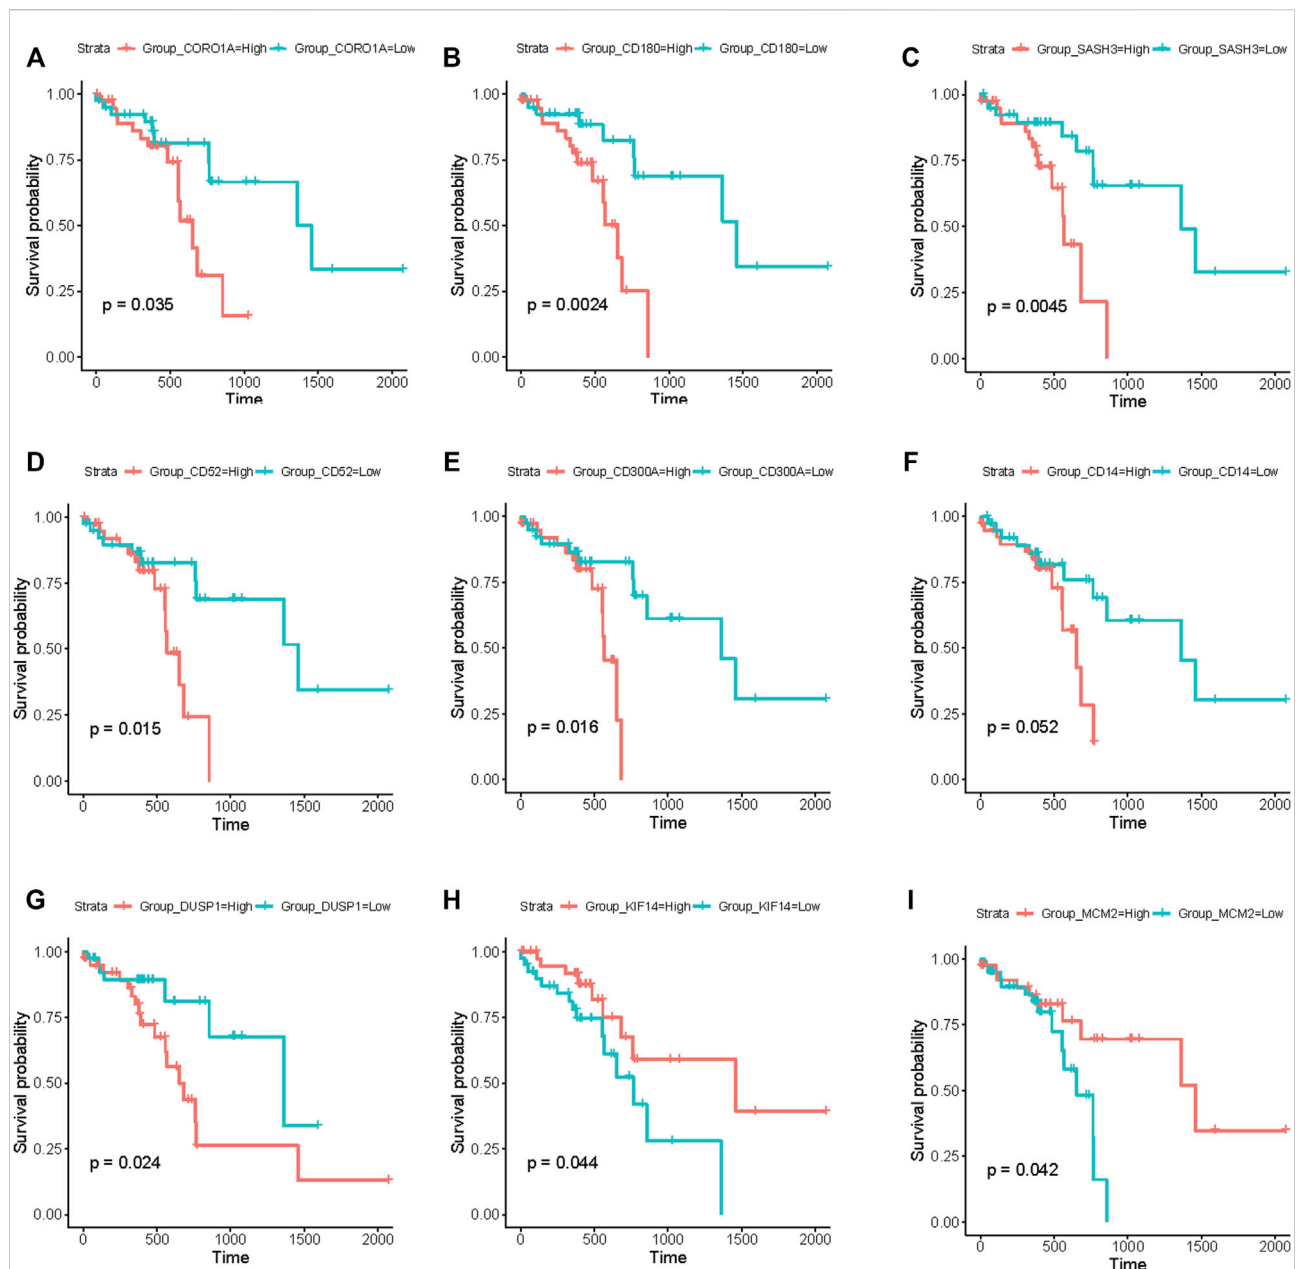 A Strata Group_CORO1A=High Group_CORO1A=Low
Survival probability
1.00
0.75
0.50
0.25
0.00
p = 0.035
0 500 1000 1500 2000
Time
B Strata Group_CD180=High Group_CD180=Low
Survival probability
1.00
0.75
0.50
0.25
0.00
p = 0.0024
0 500 1000 1500 2000
Time
C Strata Group_SASH3=High Group_SASH3=Low
Survival probability
1.00
0.75
0.50
0.25
0.00
p = 0.0045
0 500 1000 1500 2000
Time
D Strata Group_CD52=High Group_CD52=Low
Survival probability
1.00
0.75
0.50
0.25
0.00
p = 0.015
0 500 1000 1500 2000
Time
E Strata Group_CD300A=High Group_CD300A=Low
Survival probability
1.00
0.75
0.50
0.25
0.00
p = 0.016
0 500 1000 1500 2000
Time
F Strata Group_CD14=High Group_CD14=Low
Survival probability
1.00
0.75
0.50
0.25
0.00
p = 0.052
0 500 1000 1500 2000
Time
G Strata Group_DUSP1=High Group_DUSP1=Low
Survival probability
1.00
0.75
0.50
0.25
0.00
p = 0.024
0 500 1000 1500 2000
Time
H Strata Group_KIF14=High Group_KIF14=Low
Survival probability
1.00
0.75
0.50
0.25
0.00
p = 0.044
0 500 1000 1500 2000
Time
I Strata Group_MCM2=High Group_MCM2=Low
Survival probability
1.00
0.75
0.50
0.25
0.00
p = 0.042
0 500 1000 1500 2000
Time